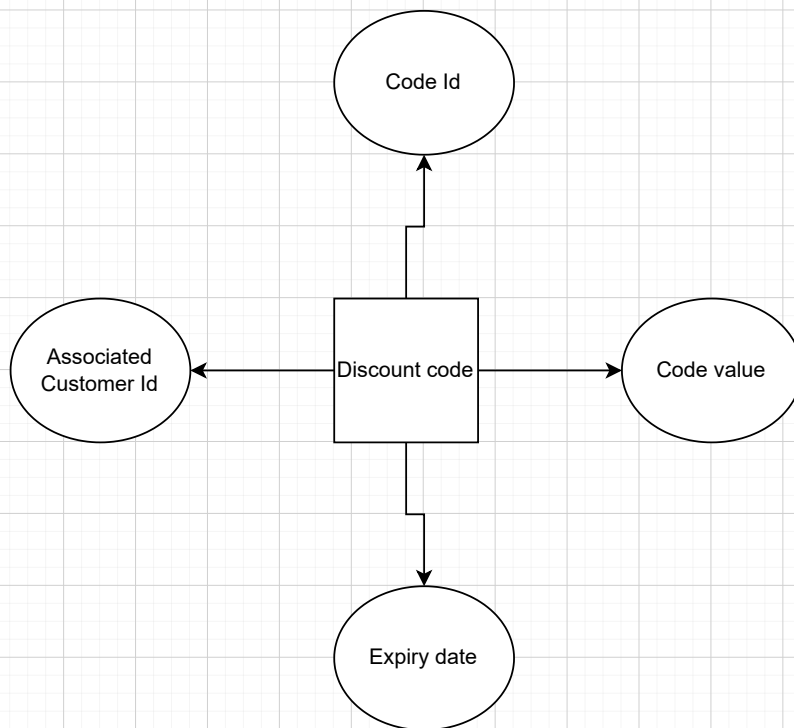 Code Id
Associated
Customer Id
Discount code
Code value
Expiry date